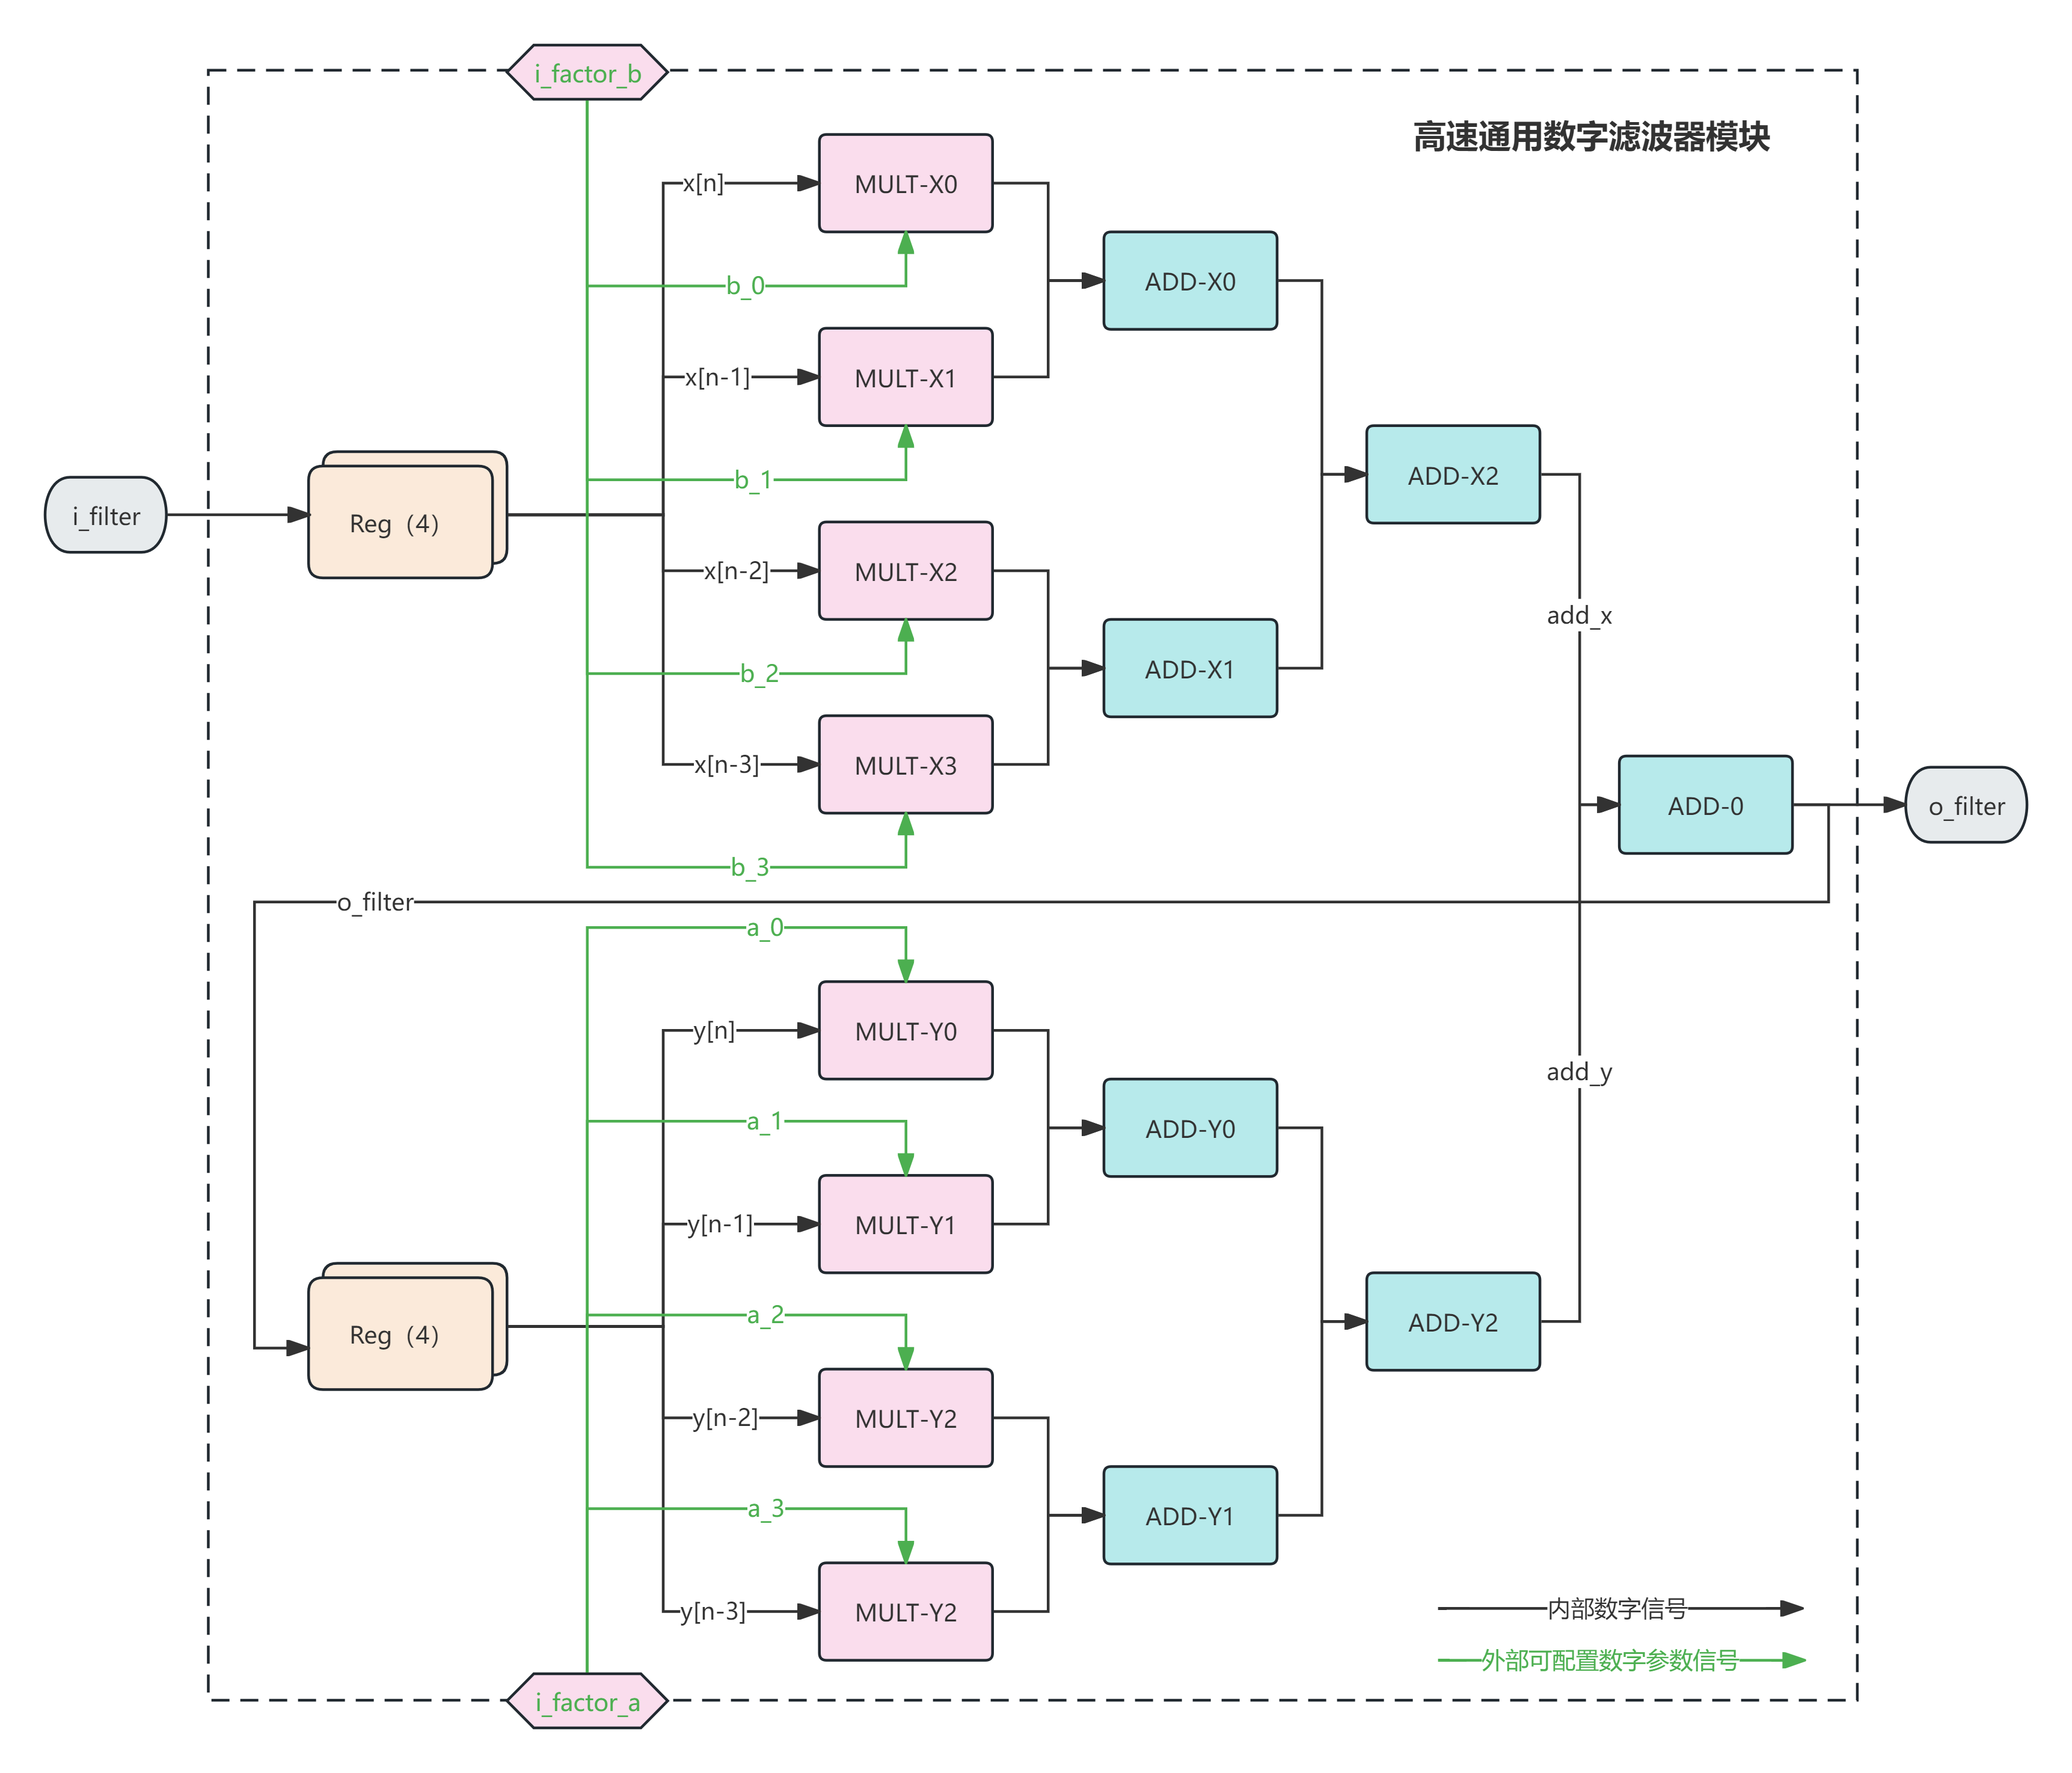 i_factor_b
高速通用数字滤波器模块
x[n]
MULT-X0
b_0
ADD-X0
x[n-1]
MULT-X1
b_1
ADD-X2
i_filter
Reg（4）
x[n-2]
MULT-X2
add_x
b_2
ADD-X1
x[n-3]
MULT-X3
ADD-0
o_filter
b_3
o_filter
a_0
y[n]
MULT-Y0
add_y
a_1
ADD-Y0
y[n-1]
MULT-Y1
a_2
ADD-Y2
Reg（4）
y[n-2]
MULT-Y2
a_3
ADD-Y1
y[n-3]
MULT-Y2
内部数字信号
外部可配置数字参数信号
i_factor_a